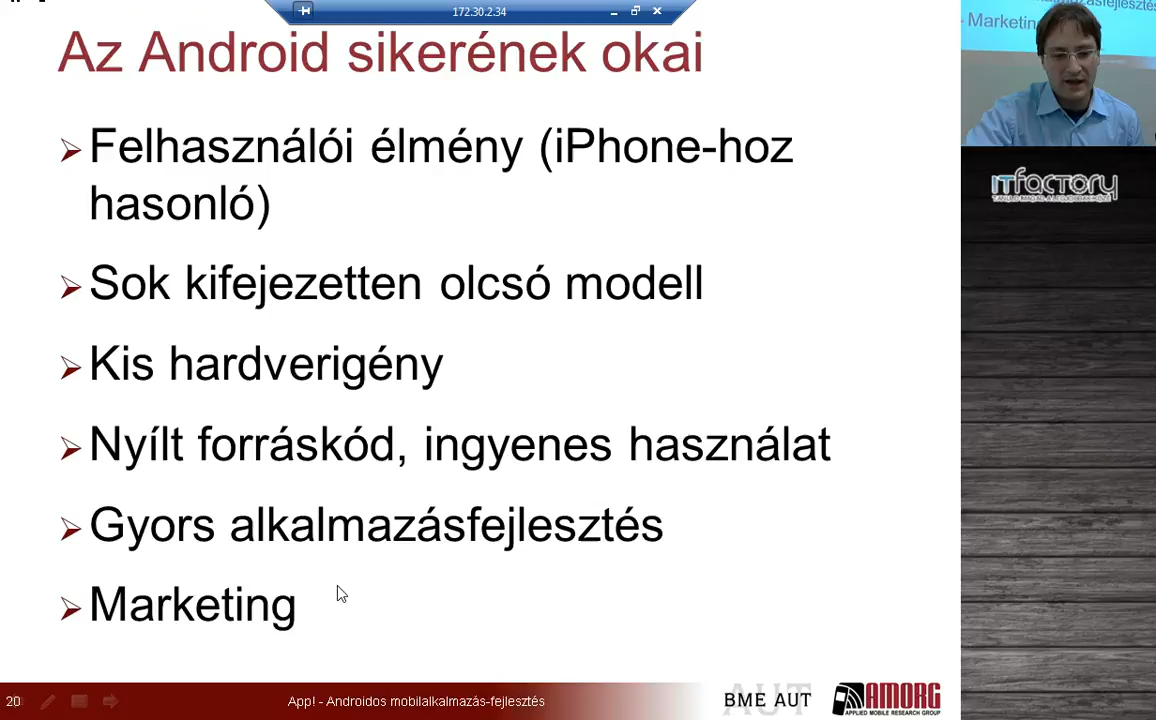 172.30.2.34
Az Android sikerének okai
Felhasználói élmény (iPhone-hoz
hasonló)
Sok kifejezetten olcsó modell
Kis hardverigény
Nyílt forráskód, ingyenes használat
Gyors alkalmazásfejlesztés
Marketing
20
App! - Androidos mobilalkalmazás-fejlesztés
BME AUT
AMORG
APPLIED MOBILE RESEARCH GROUP
- Marketing
ITfactory